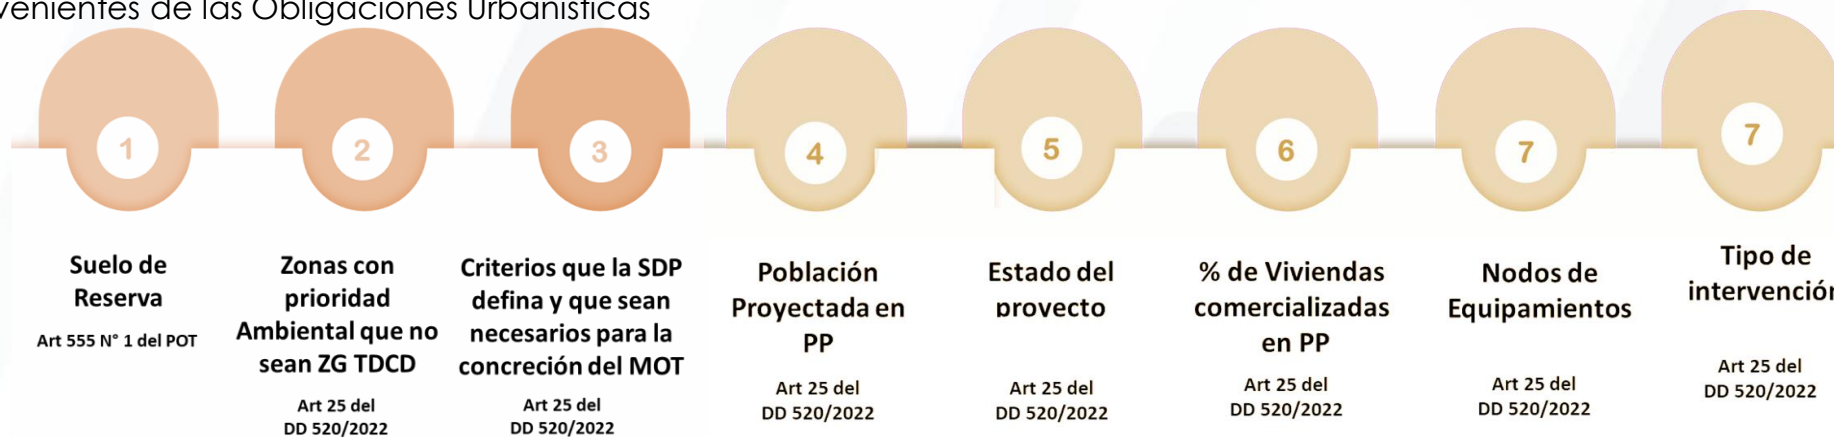 venientes de las Obligaciones Urbanísticas
1
Suelo de
Reserva
Art 555 N° 1 del POT
2
Zonas con
prioridad
Ambiental que no
sean ZG TDCD
Art 25 del
DD 520/2022
3
Criterios que la SDP
defina y que sean
necesarios para la
concreción del MOT
Art 25 del
DD 520/2022
4
Población
Proyectada en
PP
Art 25 del
DD 520/2022
5
Estado del
proyecto
Art 25 del
DD 520/2022
6
% de Viviendas
comercializadas
en PP
Art 25 del
DD 520/2022
7
Nodos de
Equipamientos
Art 25 del
DD 520/2022
7
Tipo de
intervención
Art 25 del
DD 520/2022